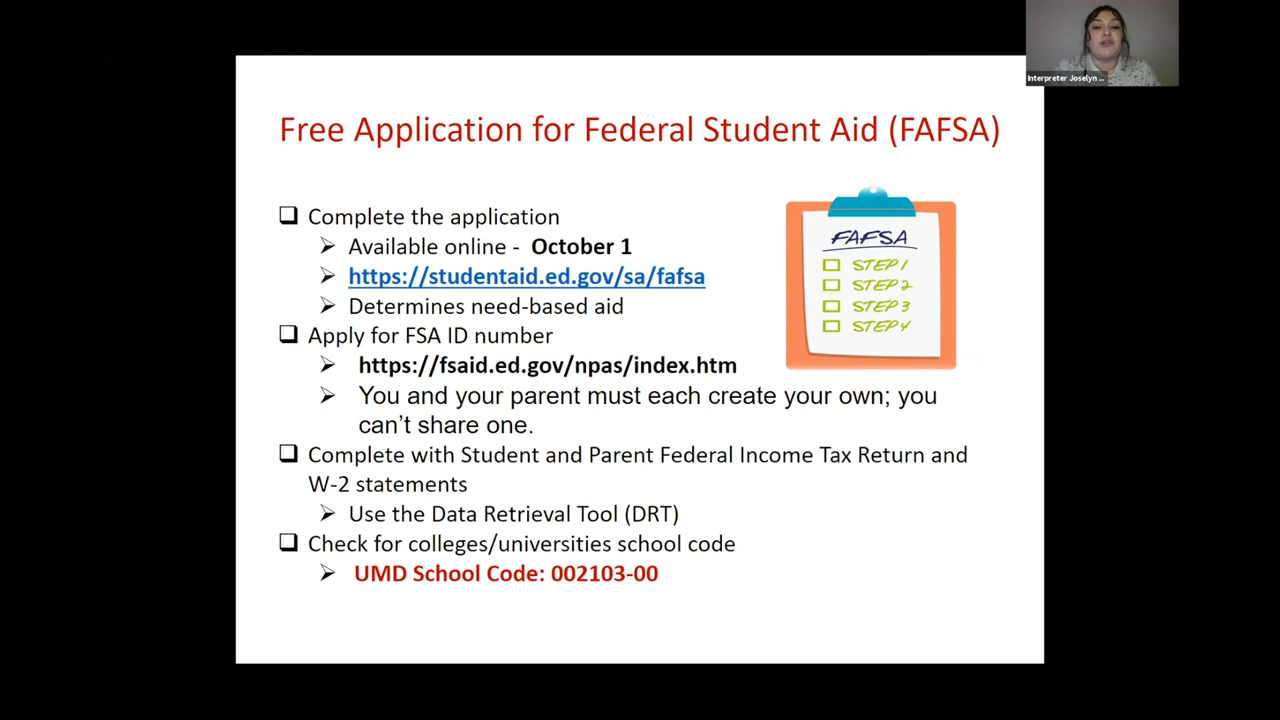 Interpreter Joselyn ...
Free Application for Federal Student Aid (FAFSA)
❑ Complete the application
➢ Available online - October 1
➢ https://studentaid.ed.gov/sa/fafsa
➢ Determines need-based aid
❑ Apply for FSA ID number
➢ https://fsaid.ed.gov/npas/index.htm
➢ You and your parent must each create your own; you
can't share one.
❑ Complete with Student and Parent Federal Income Tax Return and
W-2 statements
➢ Use the Data Retrieval Tool (DRT)
❑ Check for colleges/universities school code
➢ UMD School Code: 002103-00
FAFSA
STEP 1
STEP 2
STEP 3
STEP 4